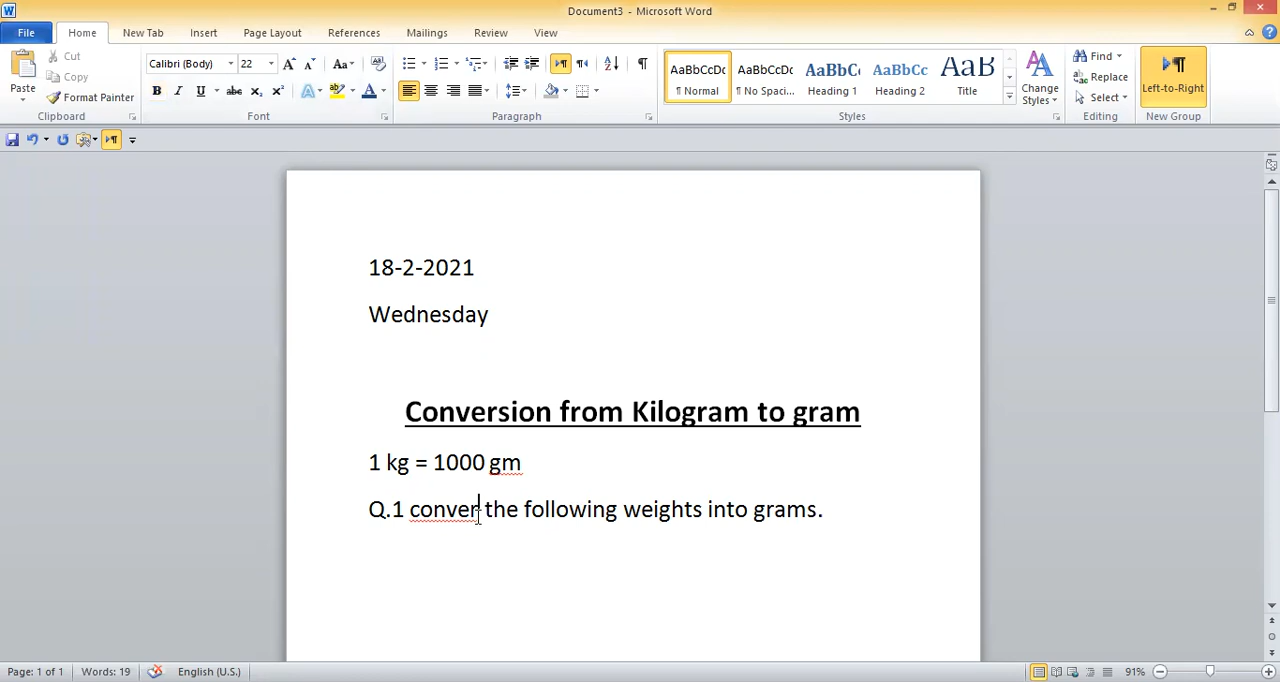 Document3 - Microsoft Word
File Home New Tab Insert Page Layout References Mailings Review View
Paste Cut Copy Format Painter
Calibri (Body) 22
AaBbCcDc ¶ Normal
AaBbCcDc ¶ No Spaci...
AaBbC Heading 1
AaBbCc Heading 2
AaB Title
Change Styles
Find
Replace
Select
Left-to-Right
Clipboard Font Paragraph Styles Editing New Group
18-2-2021
Wednesday
Conversion from Kilogram to gram
1 kg = 1000 gm
Q.1 conver the following weights into grams.
Page: 1 of 1 Words: 19 English (U.S.) 91%